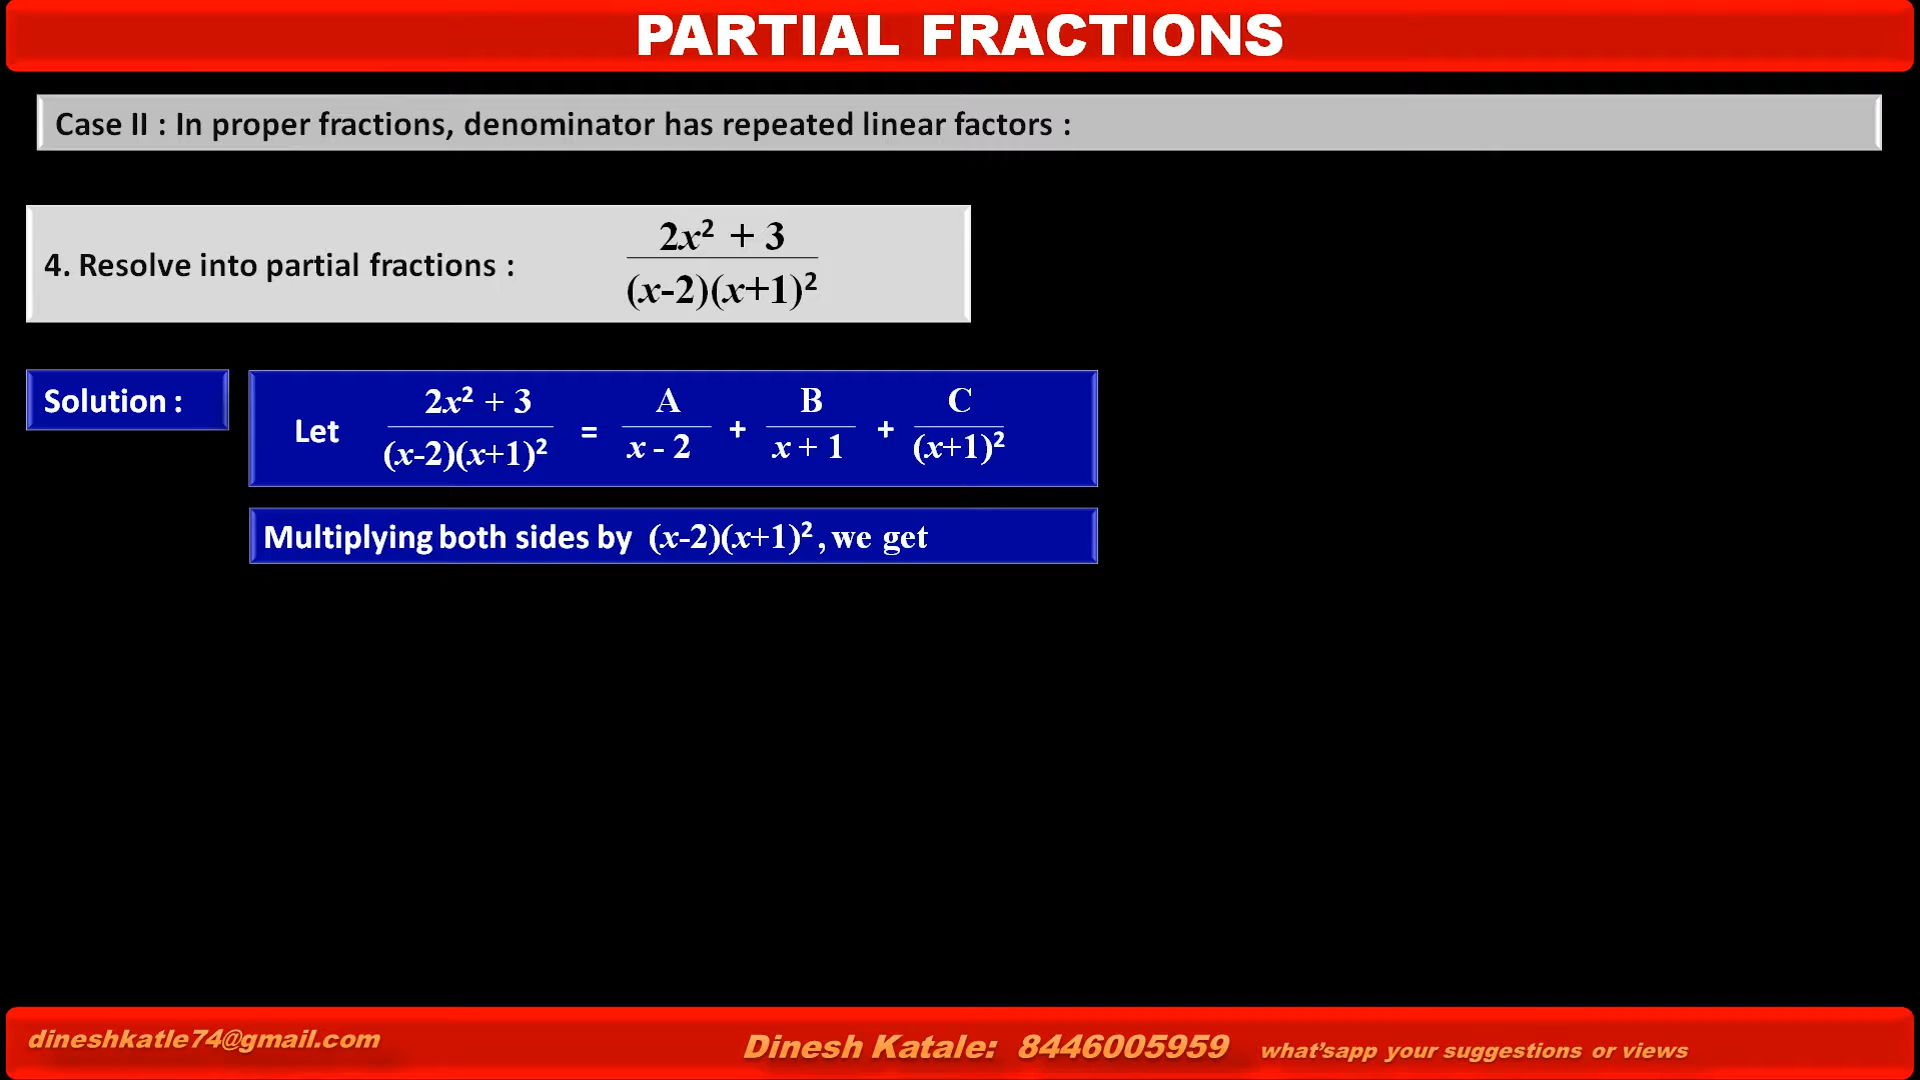 PARTIAL FRACTIONS
Case II : In proper fractions, denominator has repeated linear factors :
4. Resolve into partial fractions : 2x² + 3 / (x-2)(x+1)²
Solution :
Let 2x² + 3 / (x-2)(x+1)² = A / x - 2 + B / x + 1 + C / (x+1)²
Multiplying both sides by (x-2)(x+1)² , we get
dineshkatle74@gmail.com
Dinesh Katale: 8446005959 what'sapp your suggestions or views